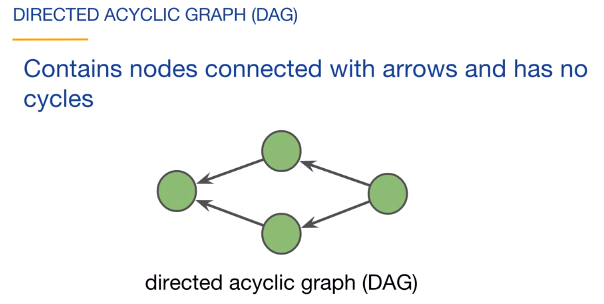 DIRECTED ACYCLIC GRAPH (DAG)
Contains nodes connected with arrows and has no
cycles
directed acyclic graph (DAG)